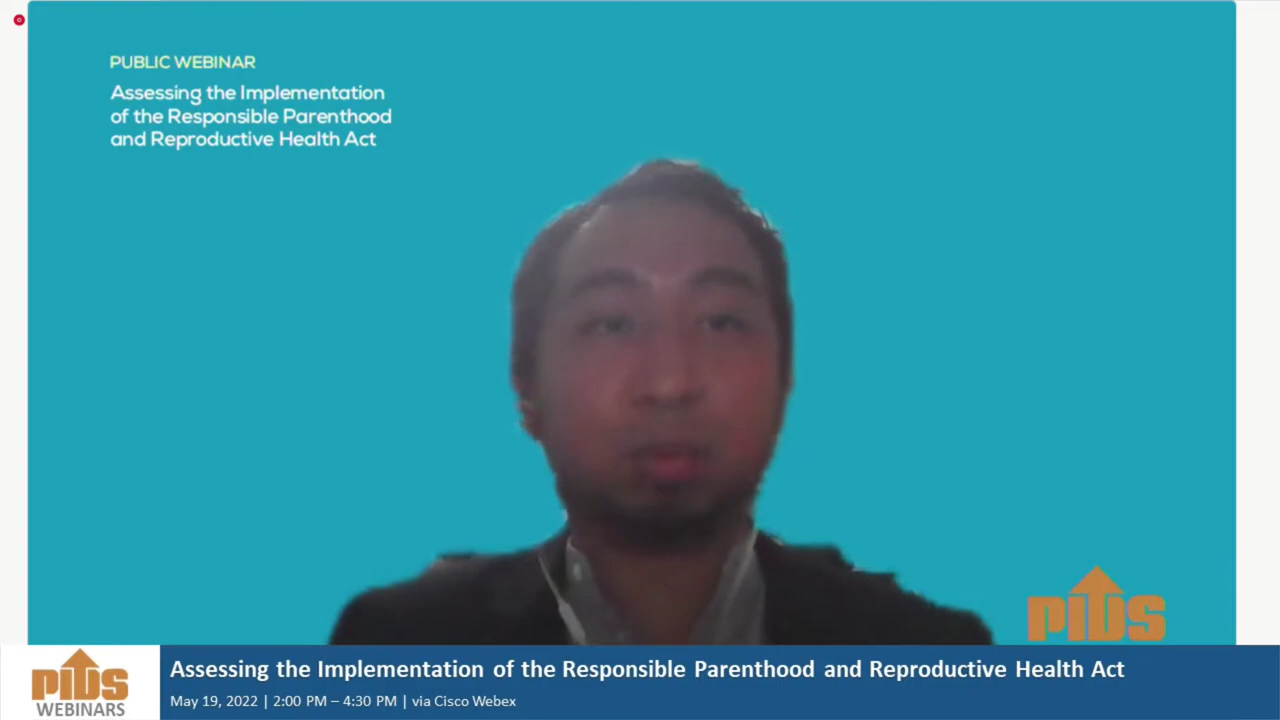 PUBLIC WEBINAR
Assessing the Implementation
of the Responsible Parenthood
and Reproductive Health Act
PIDS
PIDS
WEBINARS
Assessing the Implementation of the Responsible Parenthood and Reproductive Health Act
May 19, 2022 | 2:00 PM – 4:30 PM | via Cisco Webex